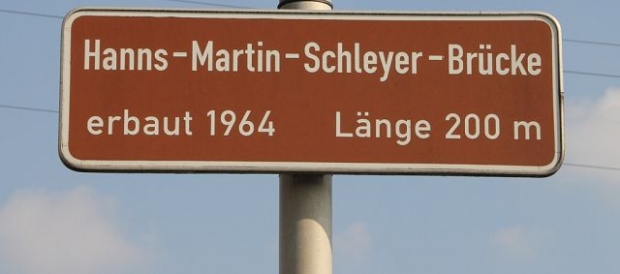 Hanns-Martin-Schleyer-Brücke
erbaut 1964 Länge 200 m